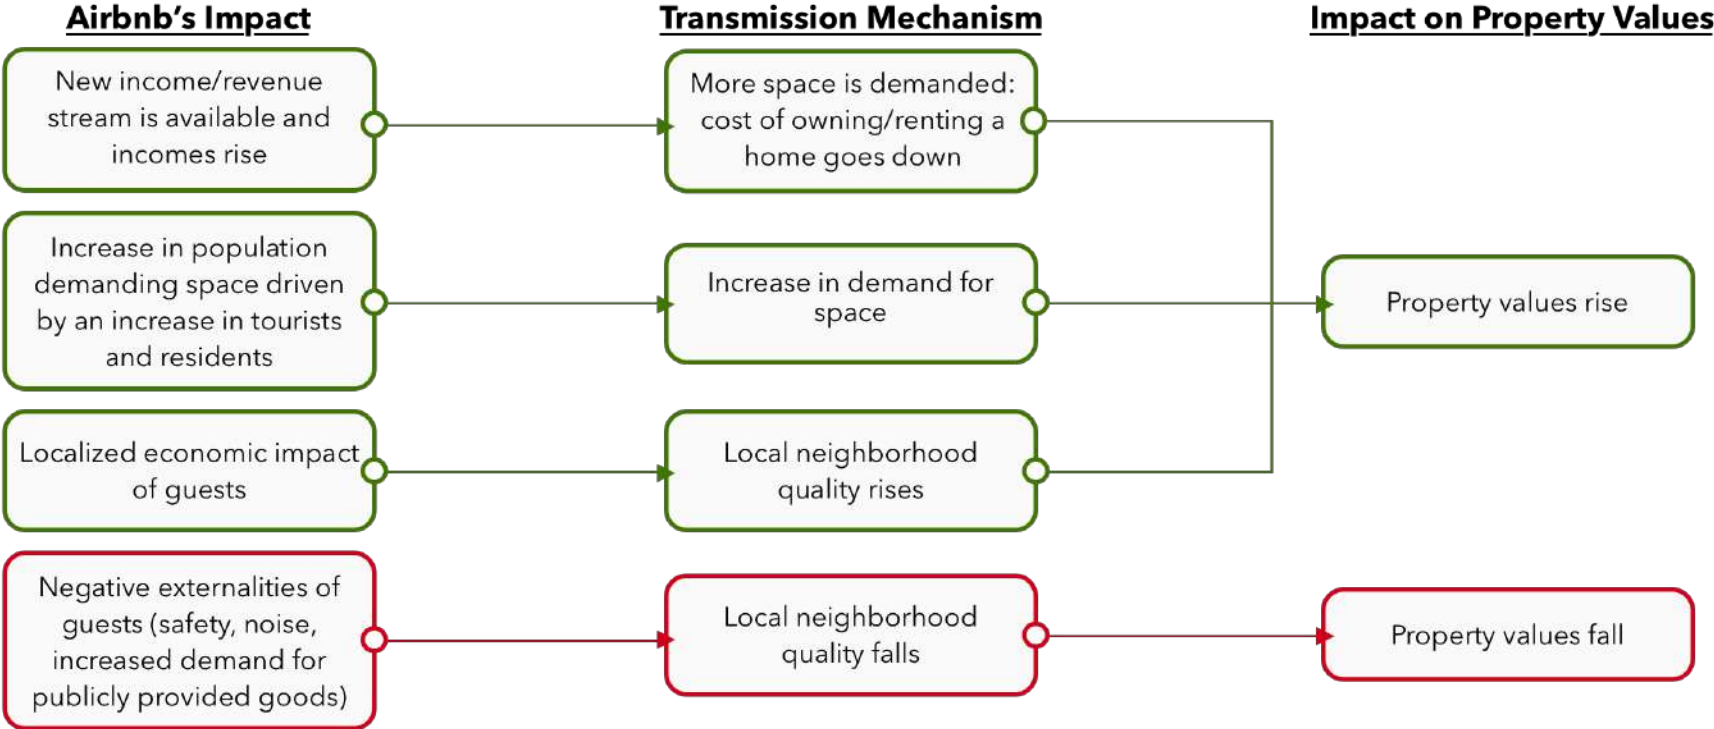 Airbnb's Impact
Transmission Mechanism
Impact on Property Values
New income/revenue
stream is available and
incomes rise
More space is demanded:
cost of owning/renting a
home goes down
Increase in population
demanding space driven
by an increase in tourists
and residents
Increase in demand for
space
Property values rise
Localized economic impact
of guests
Local neighborhood
quality rises
Negative externalities of
guests (safety, noise,
increased demand for
publicly provided goods)
Local neighborhood
quality falls
Property values fall